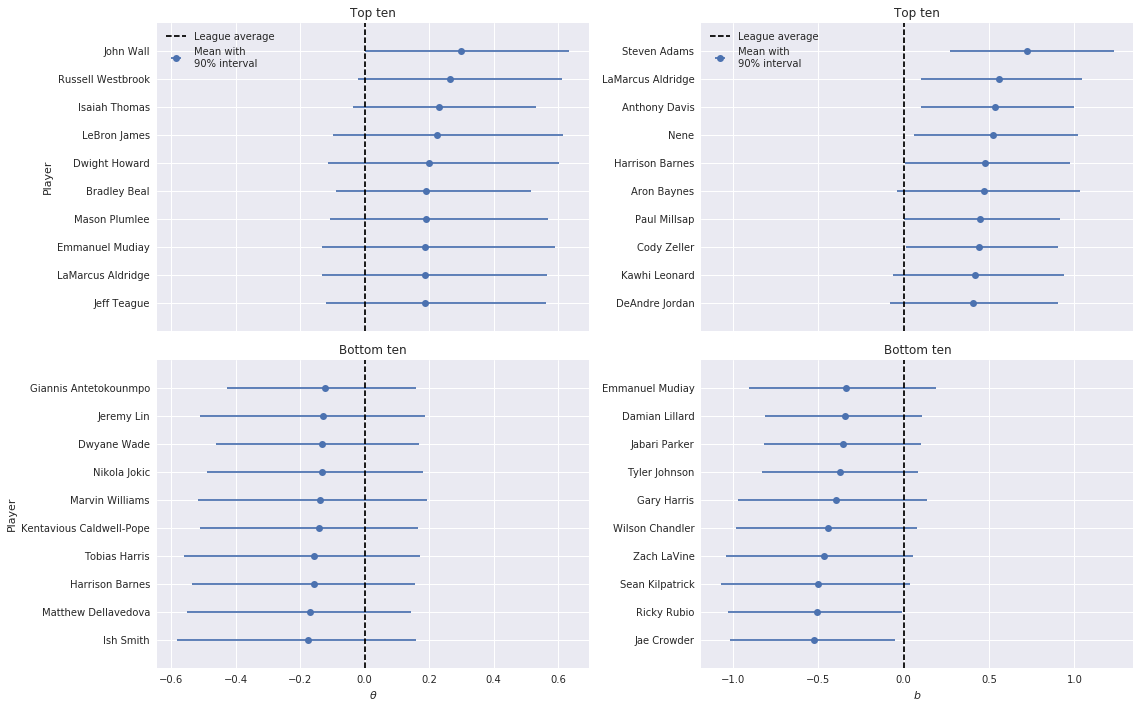 Top ten
League average
Mean with
90% interval
Player
John Wall
Russell Westbrook
Isaiah Thomas
LeBron James
Dwight Howard
Bradley Beal
Mason Plumlee
Emmanuel Mudiay
LaMarcus Aldridge
Jeff Teague
Top ten
League average
Mean with
90% interval
Steven Adams
LaMarcus Aldridge
Anthony Davis
Nene
Harrison Barnes
Aron Baynes
Paul Millsap
Cody Zeller
Kawhi Leonard
DeAndre Jordan
Bottom ten
Player
Giannis Antetokounmpo
Jeremy Lin
Dwyane Wade
Nikola Jokic
Marvin Williams
Kentavious Caldwell-Pope
Tobias Harris
Harrison Barnes
Matthew Dellavedova
Ish Smith
−0.6 −0.4 −0.2 0.0 0.2 0.4 0.6
θ
Bottom ten
Emmanuel Mudiay
Damian Lillard
Jabari Parker
Tyler Johnson
Gary Harris
Wilson Chandler
Zach LaVine
Sean Kilpatrick
Ricky Rubio
Jae Crowder
−1.0 −0.5 0.0 0.5 1.0
b